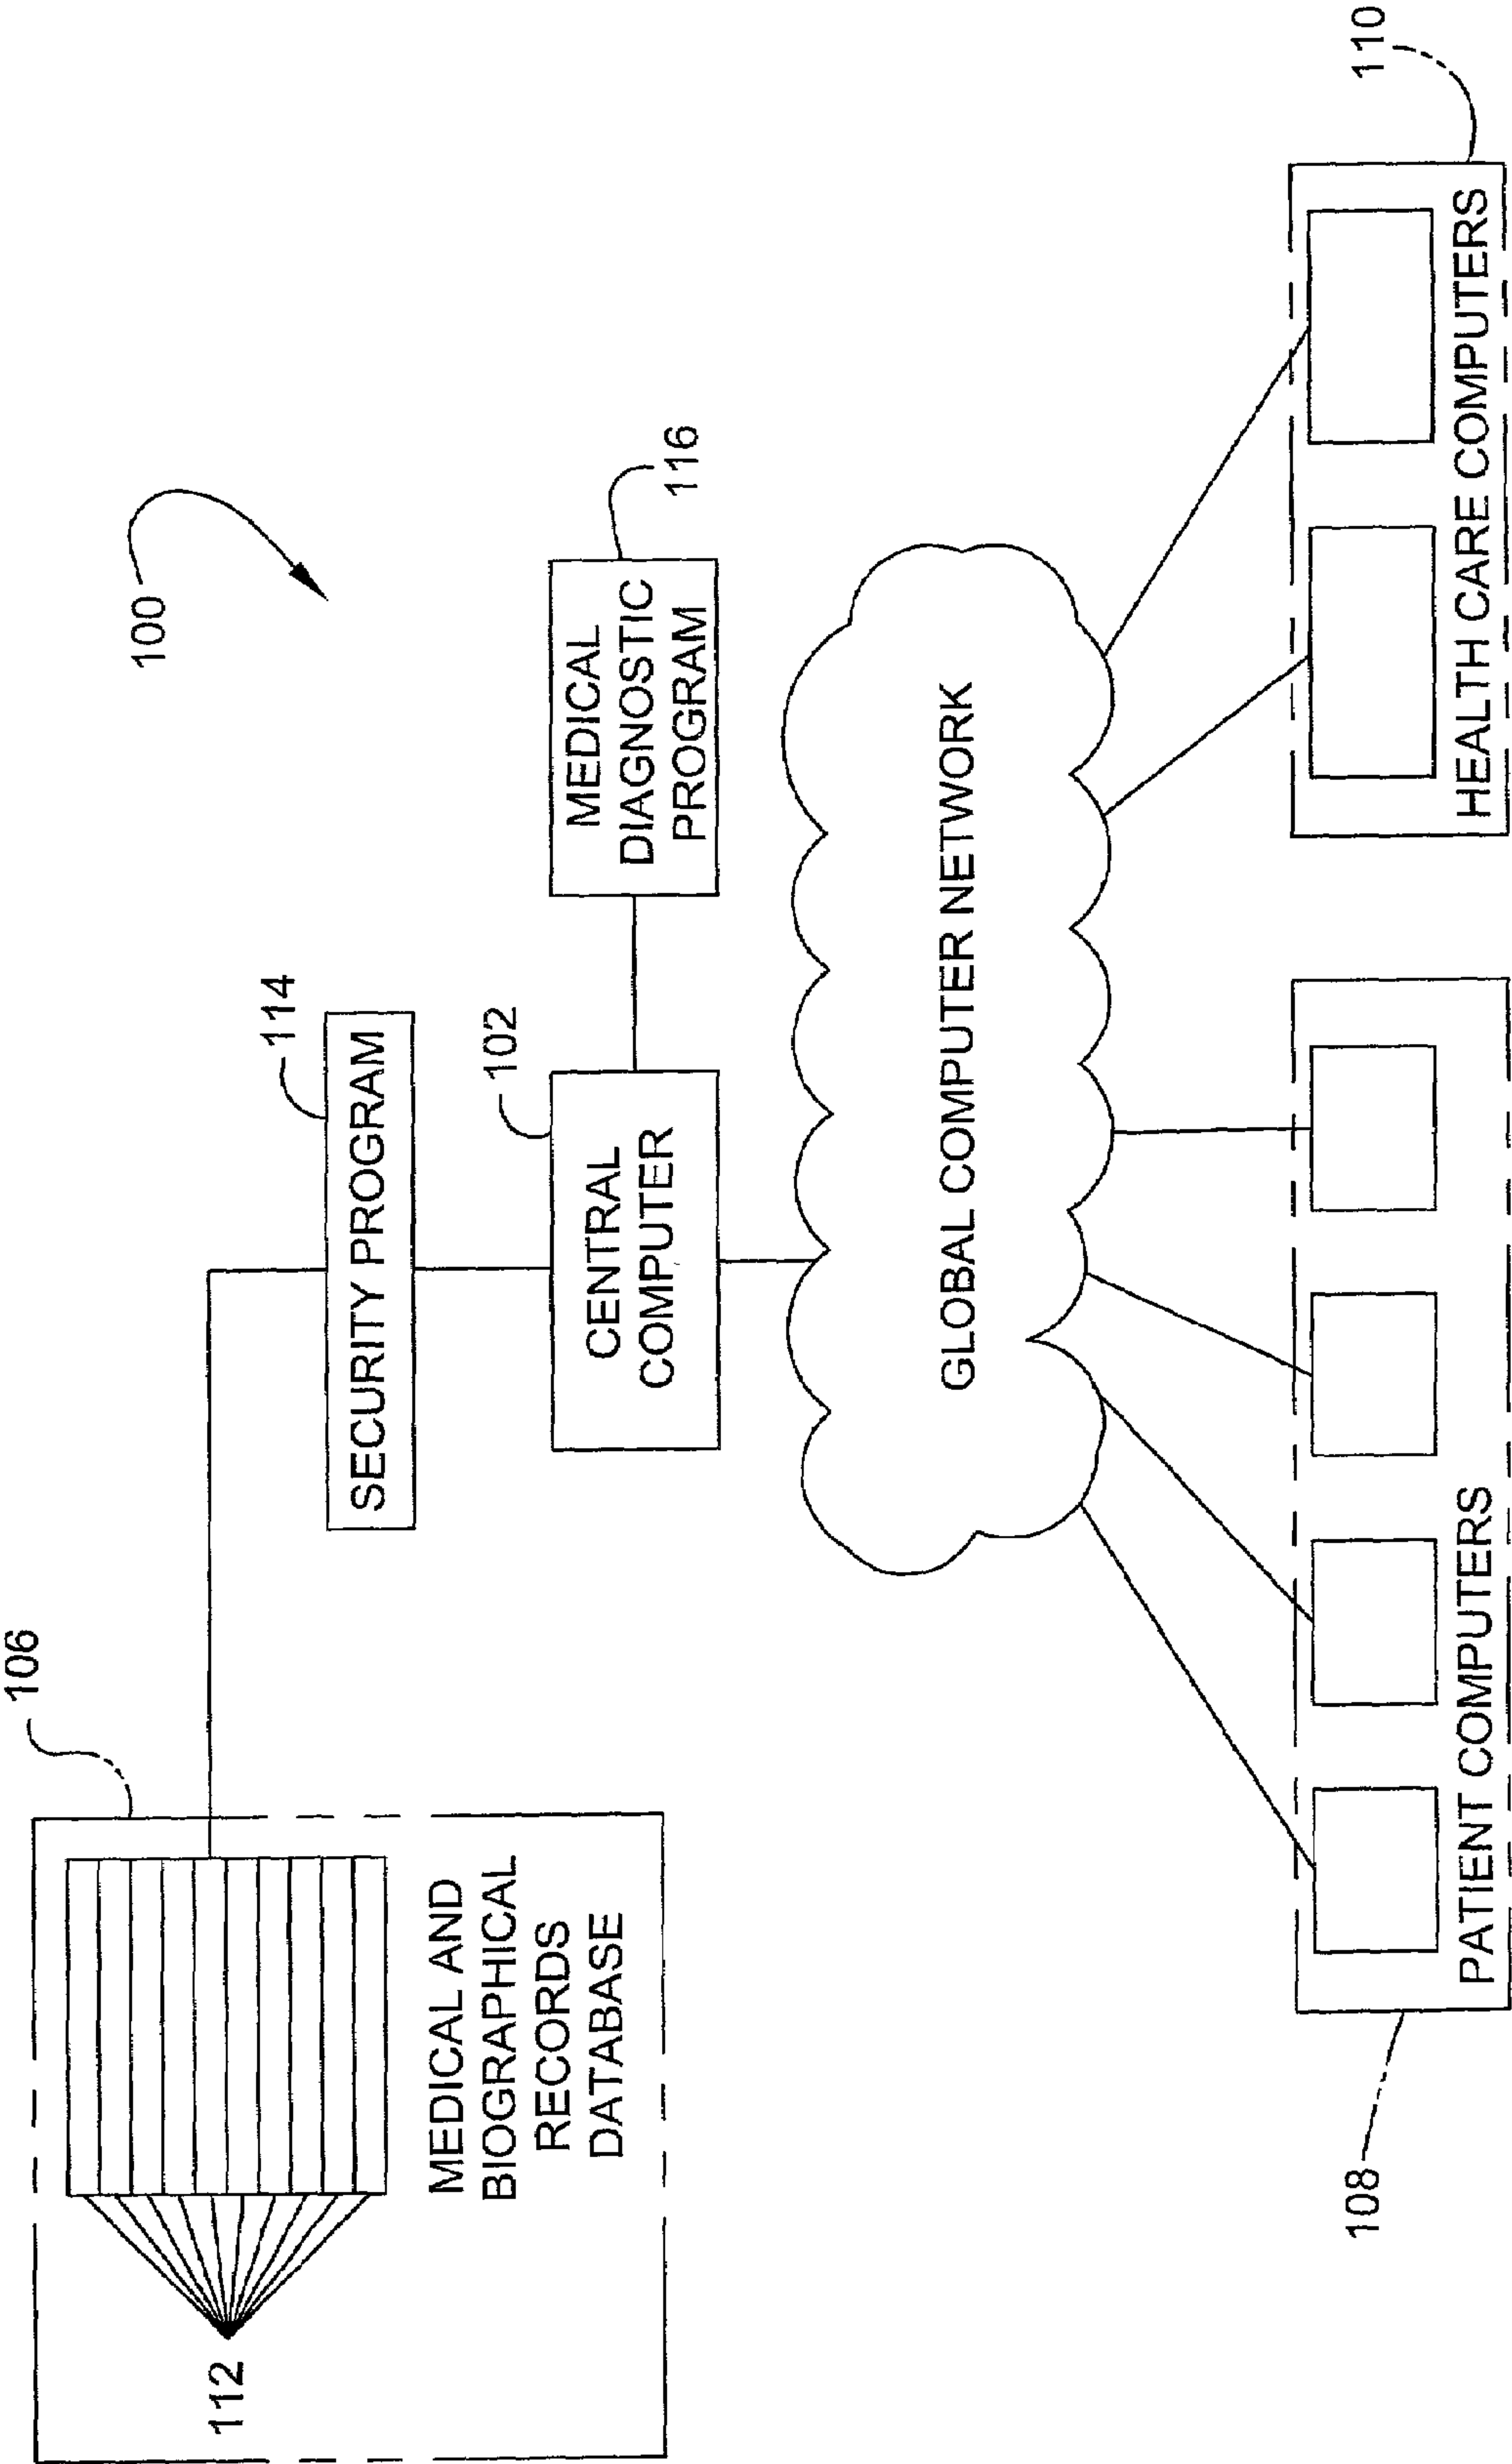 100
106
112
MEDICAL AND
BIOGRAPHICAL
RECORDS
DATABASE
114
SECURITY PROGRAM
102
CENTRAL
COMPUTER
116
MEDICAL
DIAGNOSTIC
PROGRAM
GLOBAL COMPUTER NETWORK
108
PATIENT COMPUTERS
110
HEALTH CARE COMPUTERS